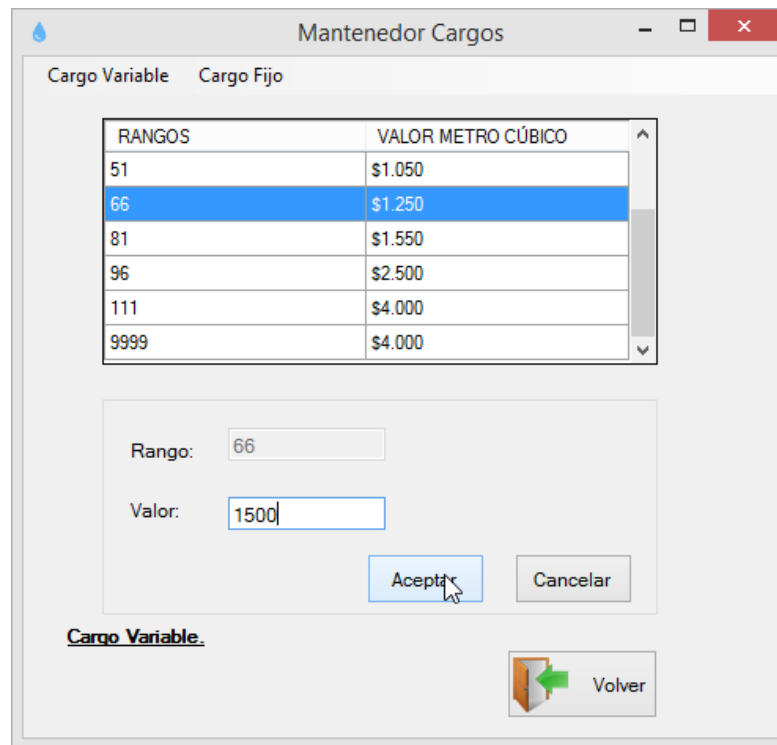 Mantenedor Cargos
Cargo Variable Cargo Fijo
RANGOS VALOR METRO CÚBICO
51 $1.050
66 $1.250
81 $1.550
96 $2.500
111 $4.000
9999 $4.000
Rango: 66
Valor: 1500
Aceptar Cancelar
Cargo Variable.
Volver